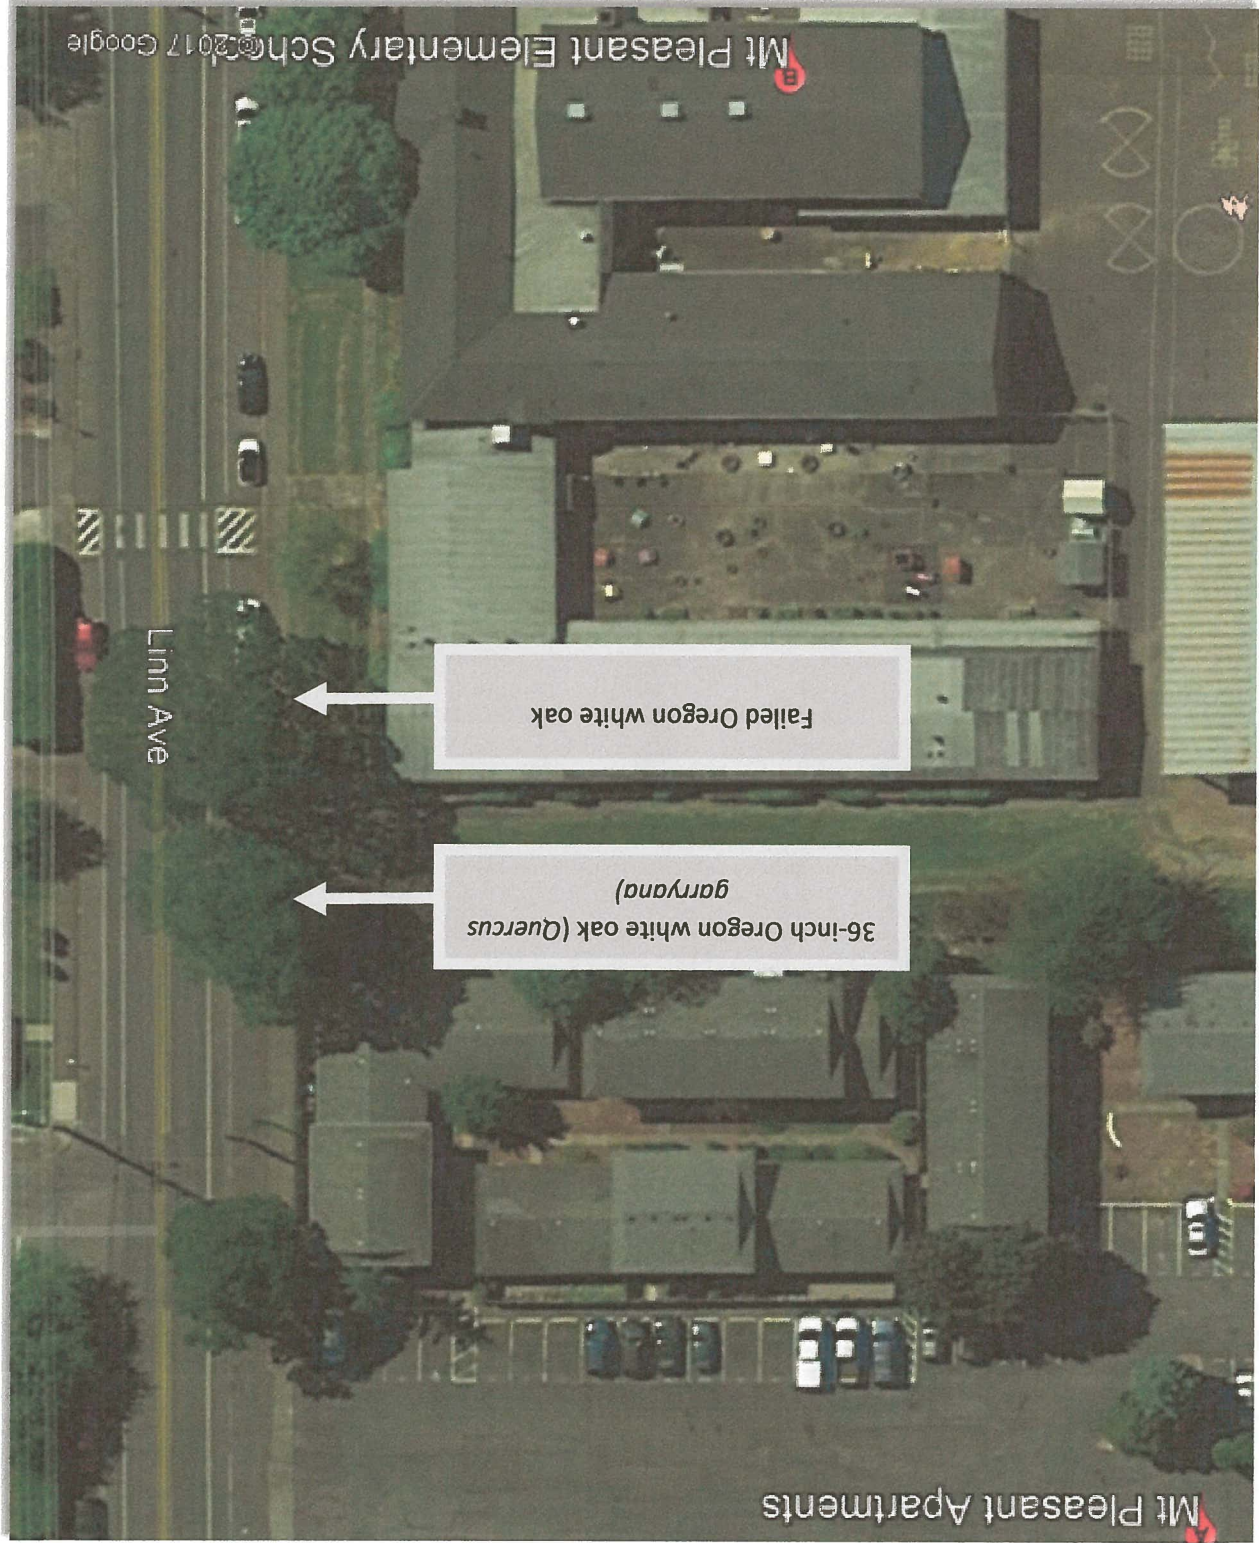 A
Mt Pleasant Apartments
36-inch Oregon white oak (Quercus
garryana)
Failed Oregon white oak
Linn Ave
B
Mt Pleasant Elementary School
©2017 Google